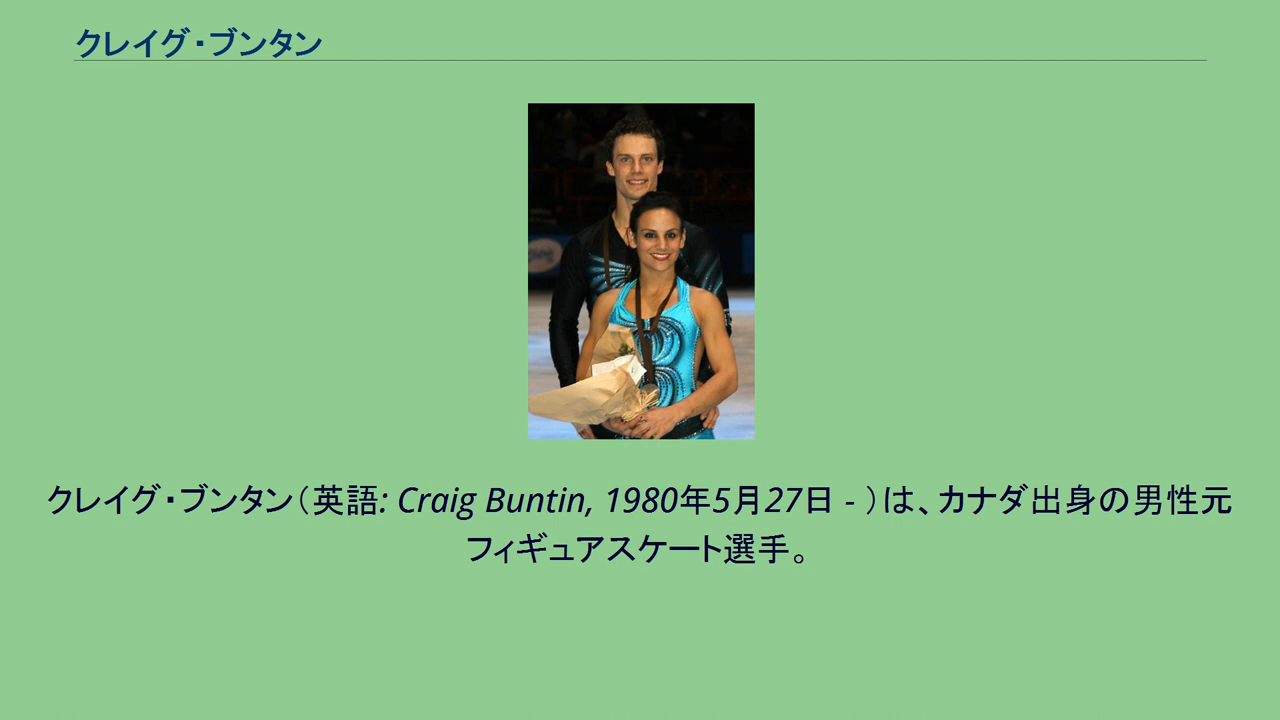 クレイグ・ブンタン
クレイグ・ブンタン（英語: Craig Buntin, 1980年5月27日 - ）は、カナダ出身の男性元
フィギュアスケート選手。